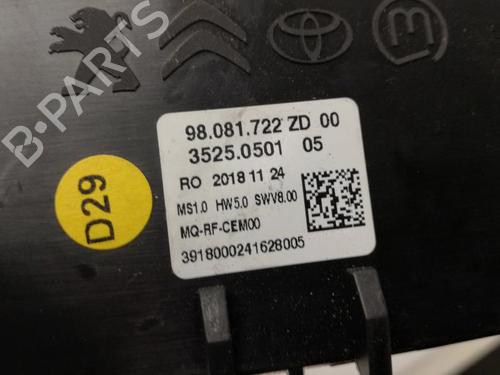 B-PARTS
98.081.722 ZD 00
3525.0501 05
RO 2018 11 24
MS1.0 HW5.0 SWV8.00
MQ-RF-CEM00
3918000241628005
D29